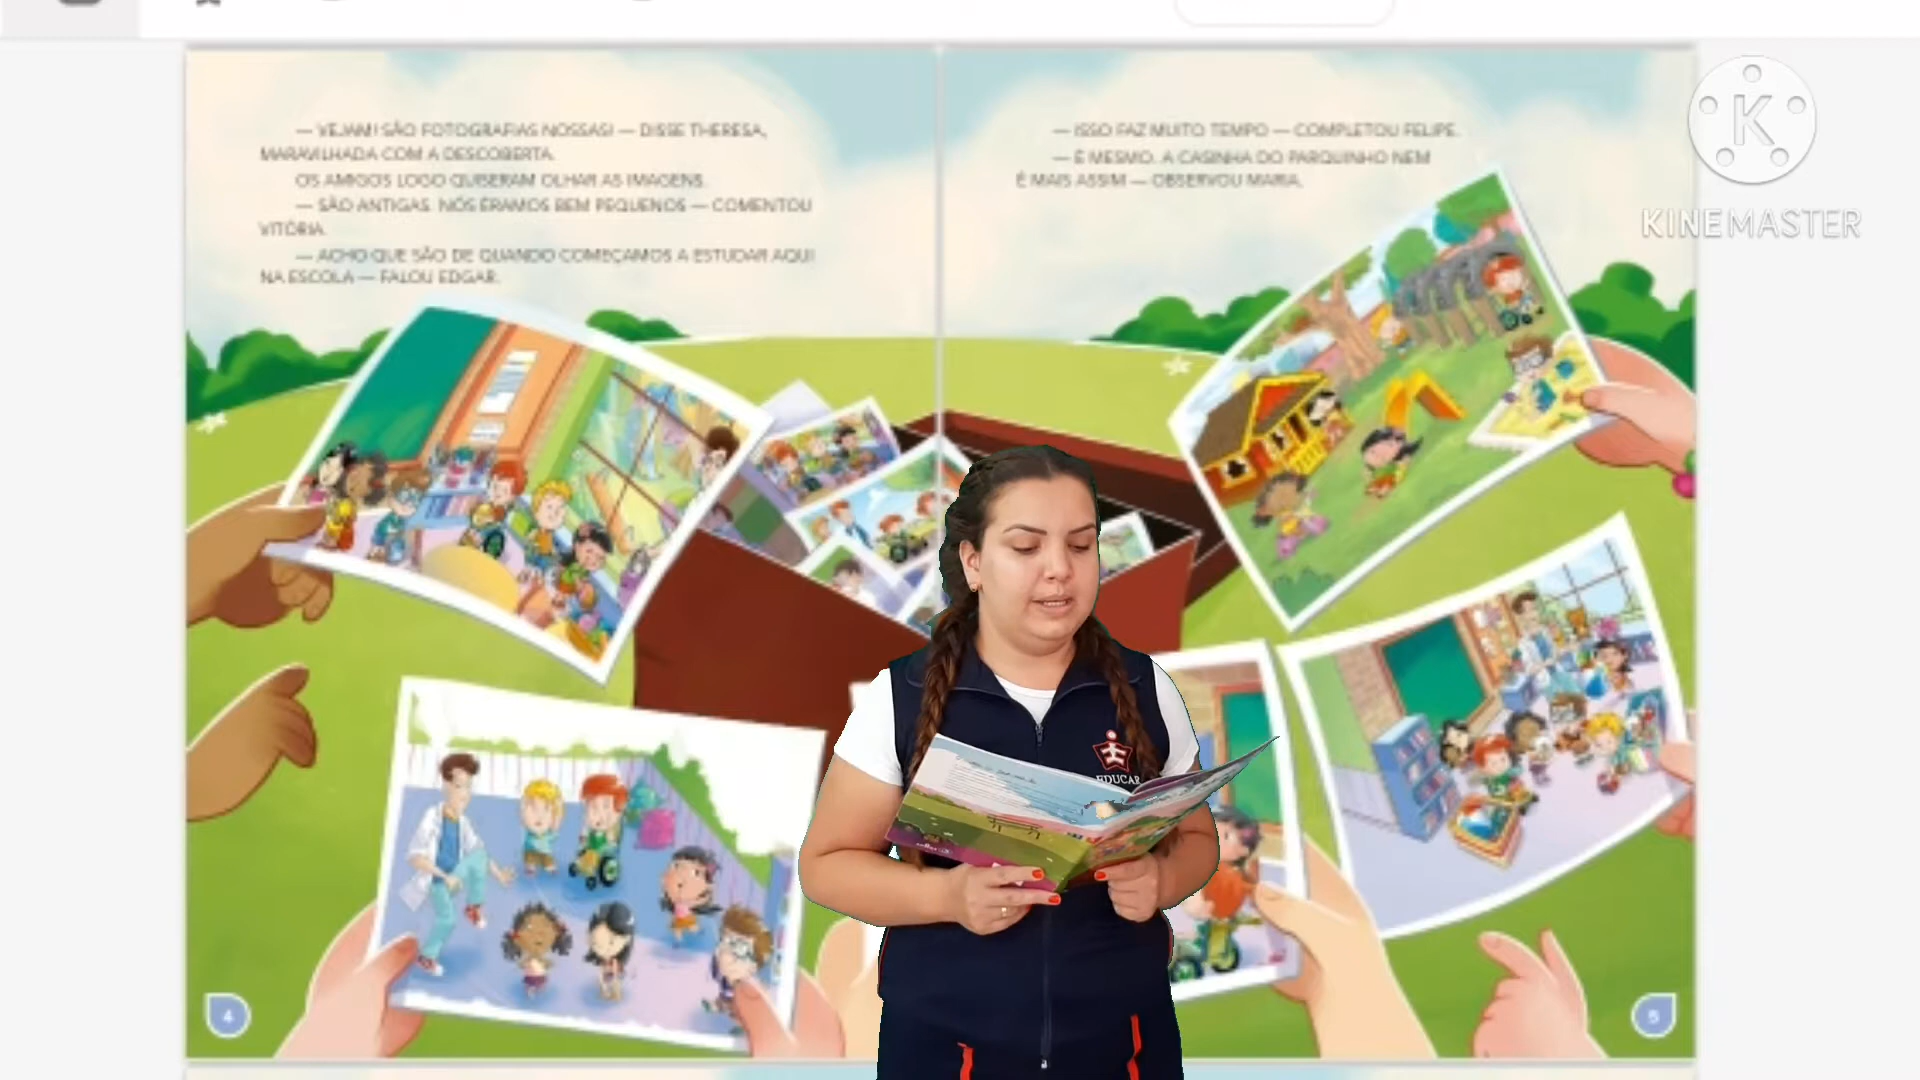 — VEJAM! SÃO FOTOGRAFIAS NOSSAS! — DISSE THERESA,
MARAVILHADA COM A DESCOBERTA.
OS AMIGOS LOGO QUISERAM OLHAR AS IMAGENS.
— SÃO ANTIGAS. NÓS ÉRAMOS BEM PEQUENOS — COMENTOU
VITÓRIA.
— ACHO QUE SÃO DE QUANDO COMEÇAMOS A ESTUDAR AQUI
NA ESCOLA — FALOU EDGAR.
— ISSO FAZ MUITO TEMPO — COMPLETOU FELIPE.
— É MESMO. A CASINHA DO PARQUINHO NEM
É MAIS ASSIM — OBSERVOU MARIA.
K
KINEMASTER
EDUCAR
4
5